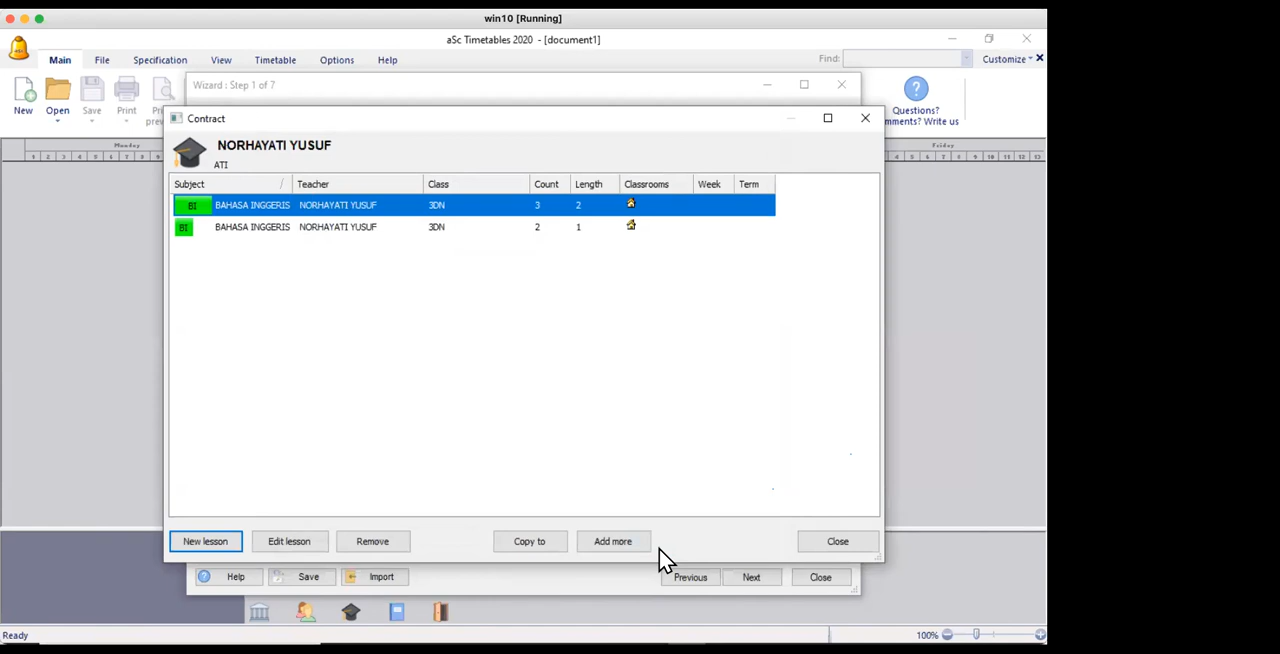 win10 [Running]
aSc Timetables 2020 - [document1]
Main File Specification View Timetable Options Help
Find:
Customize
New Open Save Print
Wizard : Step 1 of 7
Questions?
mments? Write us
Contract
NORHAYATI YUSUF
ATI
Monday
Friday
Subject / Teacher Class Count Length Classrooms Week Term
BI BAHASA INGGERIS NORHAYATI YUSUF 3DN 3 2
BI BAHASA INGGERIS NORHAYATI YUSUF 3DN 2 1
New lesson Edit lesson Remove Copy to Add more Close
Help Save Import Previous Next Close
Ready
100%